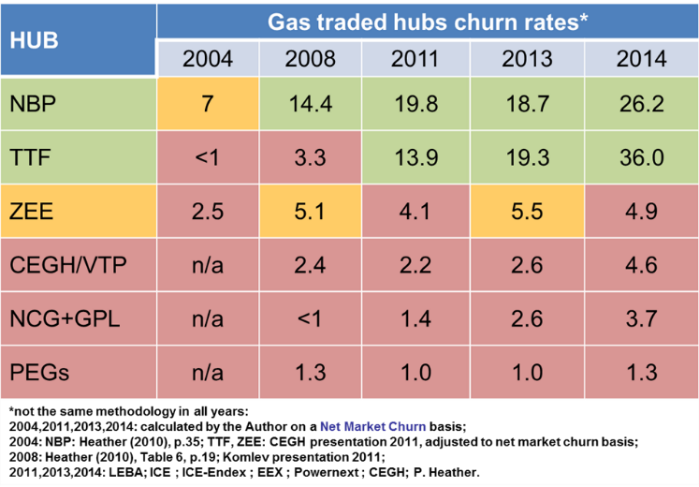 HUB
Gas traded hubs churn rates*
2004 2008 2011 2013 2014
NBP 7 14.4 19.8 18.7 26.2
TTF <1 3.3 13.9 19.3 36.0
ZEE 2.5 5.1 4.1 5.5 4.9
CEGH/VTP n/a 2.4 2.2 2.6 4.6
NCG+GPL n/a <1 1.4 2.6 3.7
PEGs n/a 1.3 1.0 1.0 1.3
*not the same methodology in all years:
2004,2011,2013,2014: calculated by the Author on a Net Market Churn basis;
2004: NBP: Heather (2010), p.35; TTF, ZEE: CEGH presentation 2011, adjusted to net market churn basis;
2008: Heather (2010), Table 6, p.19; Komlev presentation 2011;
2011,2013,2014: LEBA; ICE ; ICE-Endex ; EEX ; Powernext ; CEGH; P. Heather.